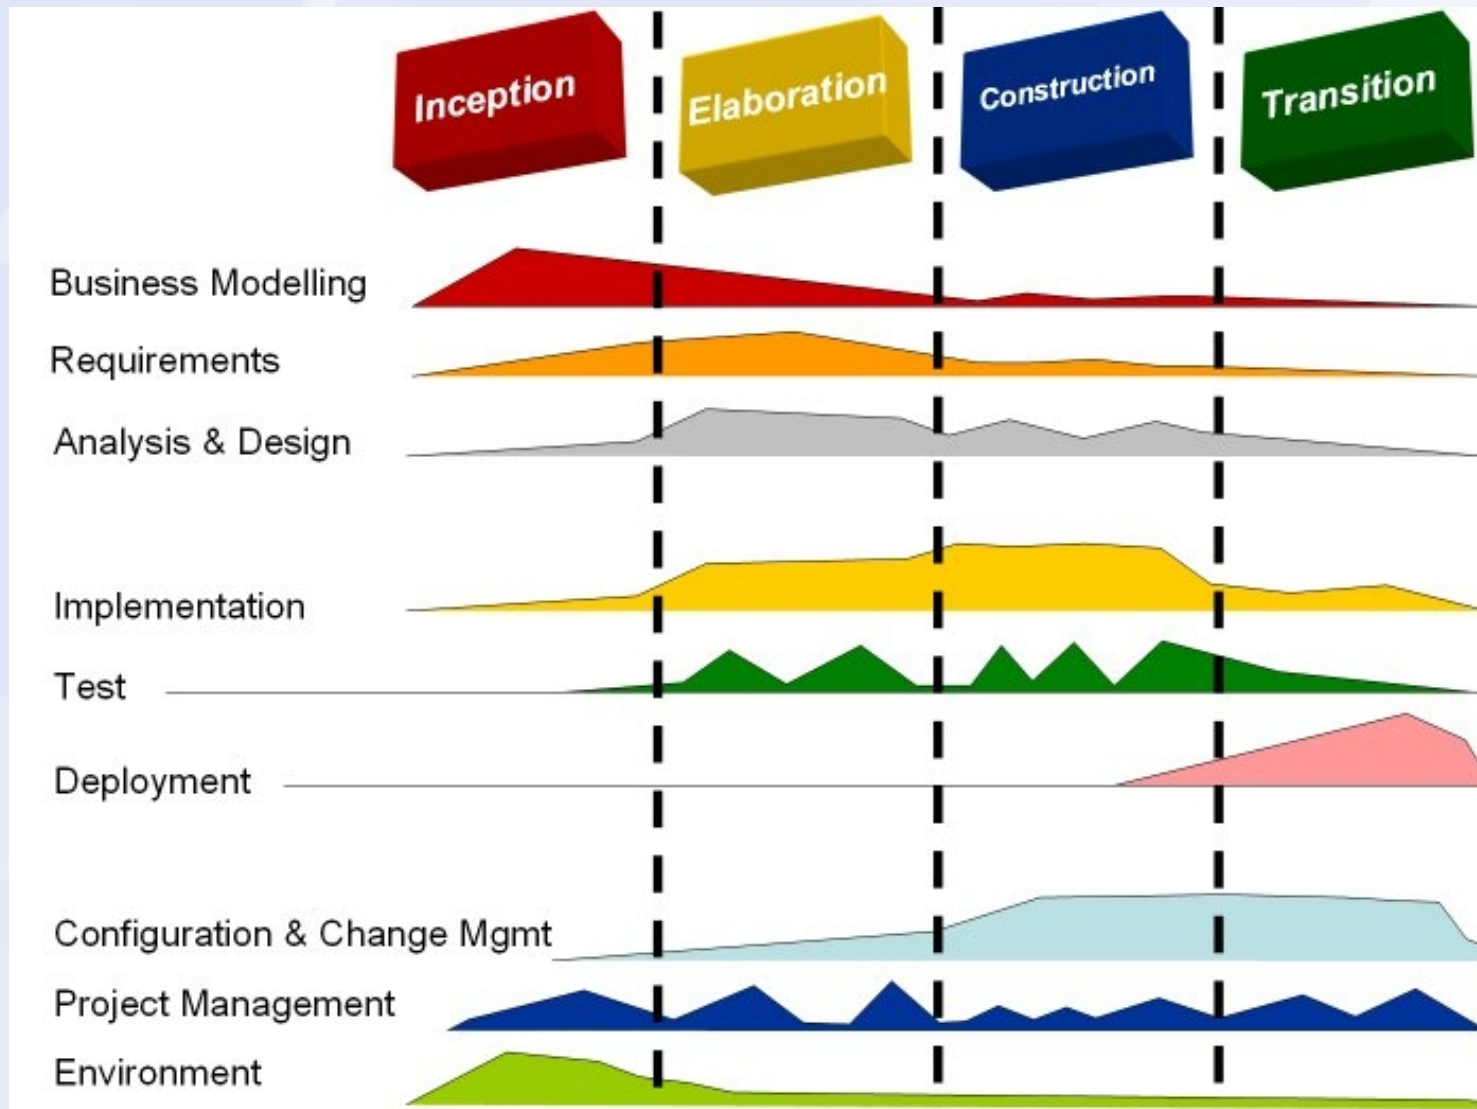 Inception
Elaboration
Construction
Transition
Business Modelling
Requirements
Analysis & Design
Implementation
Test
Deployment
Configuration & Change Mgmt
Project Management
Environment